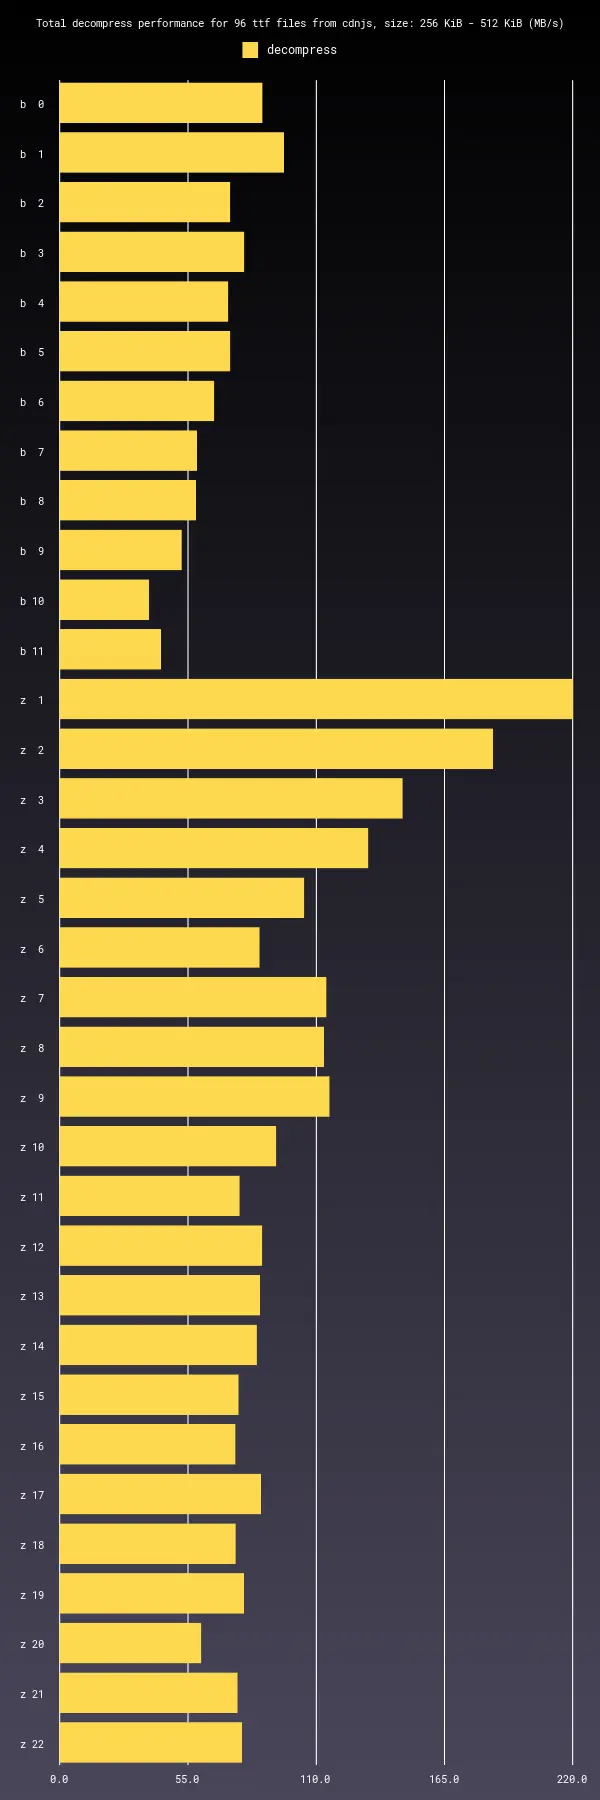 Total decompress performance for 96 ttf files from cdnjs, size: 256 KiB - 512 KiB (MB/s)
decompress
b 0
b 1
b 2
b 3
b 4
b 5
b 6
b 7
b 8
b 9
b 10
b 11
z 1
z 2
z 3
z 4
z 5
z 6
z 7
z 8
z 9
z 10
z 11
z 12
z 13
z 14
z 15
z 16
z 17
z 18
z 19
z 20
z 21
z 22
0.0 55.0 110.0 165.0 220.0